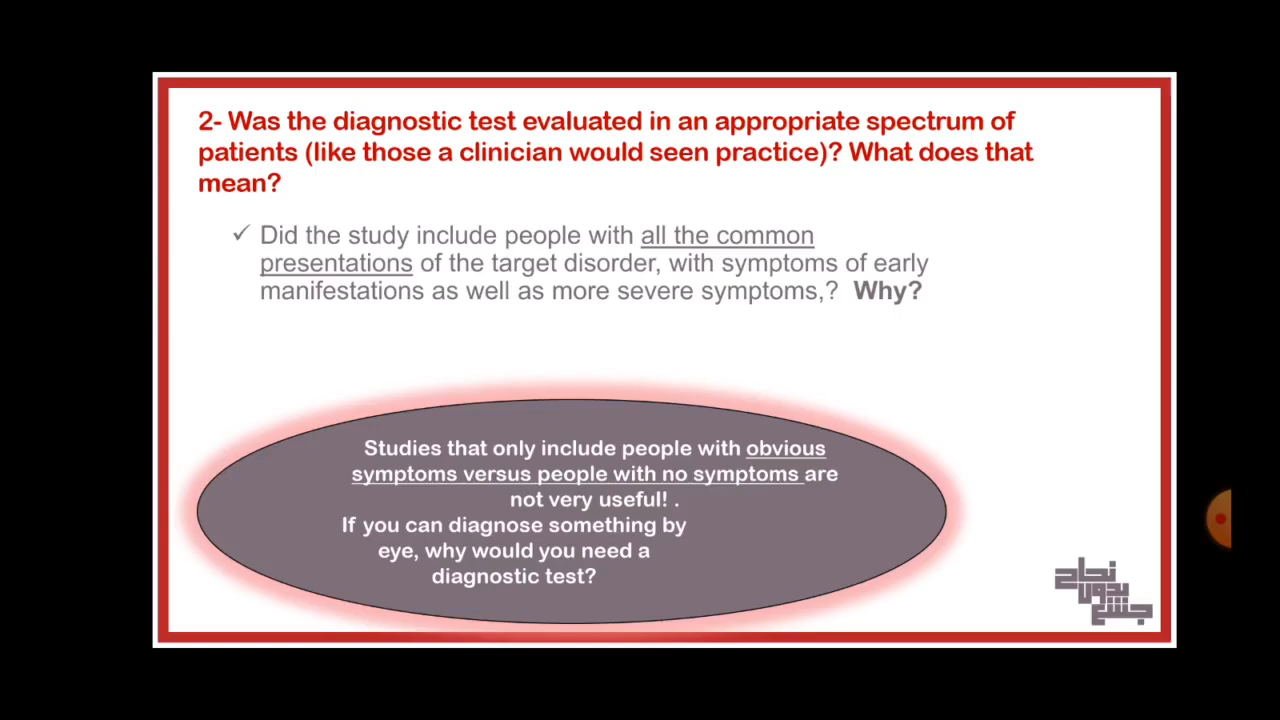 2- Was the diagnostic test evaluated in an appropriate spectrum of
patients (like those a clinician would seen practice)? What does that
mean?
✓ Did the study include people with all the common
presentations of the target disorder, with symptoms of early
manifestations as well as more severe symptoms,? Why?
Studies that only include people with obvious
symptoms versus people with no symptoms are
not very useful! .
If you can diagnose something by
eye, why would you need a
diagnostic test?
نجاح
بدون
جشع